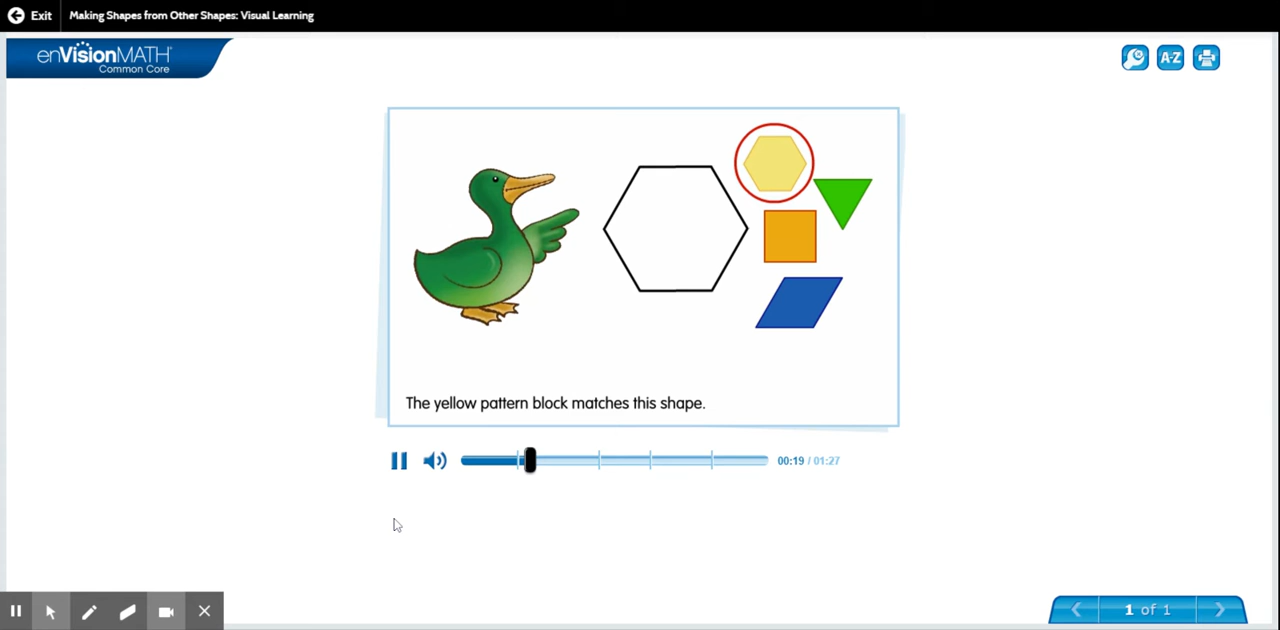 Exit Making Shapes from Other Shapes: Visual Learning
enVisionMATH®
Common Core
A-Z
The yellow pattern block matches this shape.
00:19 / 01:27
1 of 1